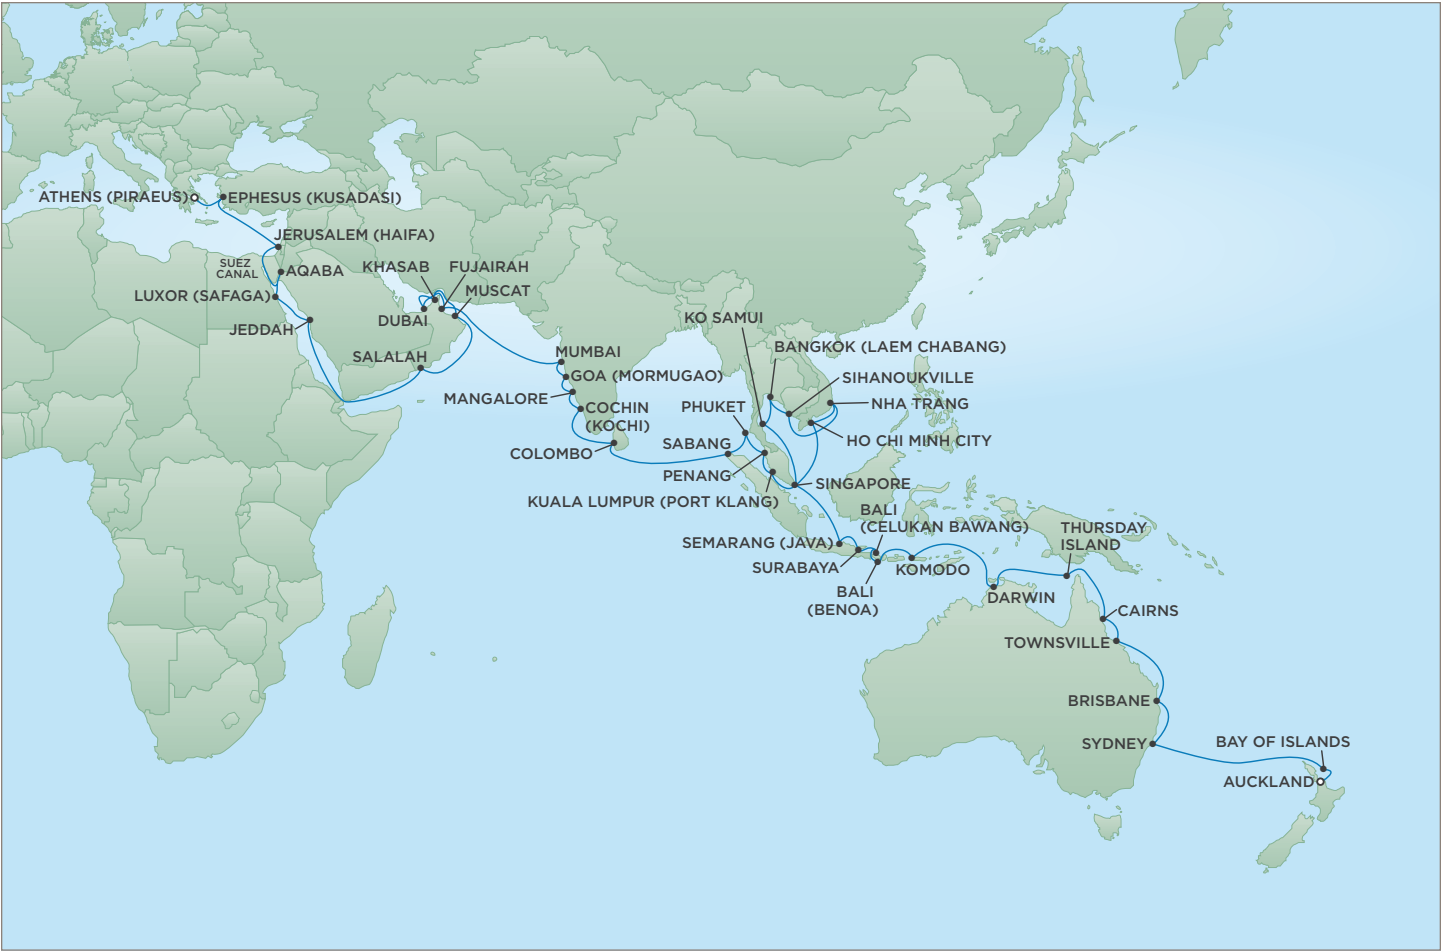 ATHENS (PIRAEUS)
EPHESUS (KUSADASI)
JERUSALEM (HAIFA)
SUEZ
CANAL
AQABA
KHASAB
FUJAIRAH
LUXOR (SAFAGA)
MUSCAT
DUBAI
JEDDAH
SALALAH
MUMBAI
GOA (MORMUGAO)
MANGALORE
COCHIN
(KOCHI)
COLOMBO
KO SAMUI
BANGKOK (LAEM CHABANG)
SIHANOUKVILLE
NHA TRANG
PHUKET
HO CHI MINH CITY
SABANG
PENANG
SINGAPORE
KUALA LUMPUR (PORT KLANG)
BALI
(CELUKAN BAWANG)
SEMARANG (JAVA)
SURABAYA
BALI
(BENOA)
KOMODO
THURSDAY
ISLAND
DARWIN
CAIRNS
TOWNSVILLE
BRISBANE
SYDNEY
BAY OF ISLANDS
AUCKLAND